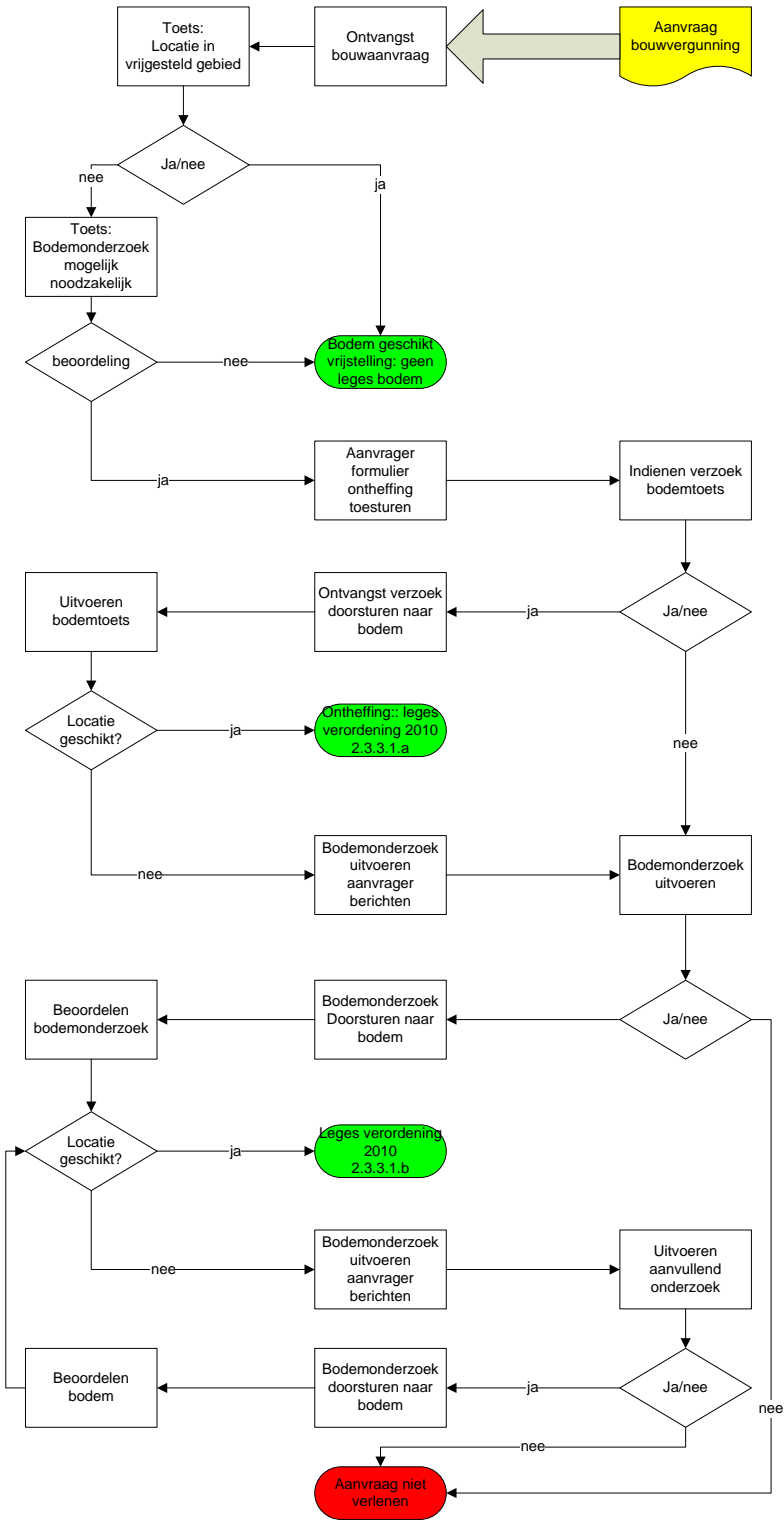 Toets:
Locatie in
vrijgesteld gebied
Ontvangst
bouwaanvraag
Aanvraag
bouwvergunning
Ja/nee
nee
ja
Toets:
Bodemonderzoek
mogelijk
noodzakelijk
beoordeling
nee
Bodem geschikt
vrijstelling: geen
leges bodem
ja
Aanvrager
formulier
ontheffing
toesturen
Indienen verzoek
bodemtoets
Uitvoeren
bodemtoets
Ontvangst verzoek
doorsturen naar
bodem
ja
Ja/nee
Locatie
geschikt?
ja
Ontheffing:: leges
verordening 2010
2.3.3.1.a
nee
nee
Bodemonderzoek
uitvoeren
aanvrager
berichten
Bodemonderzoek
uitvoeren
Beoordelen
bodemonderzoek
Bodemonderzoek
Doorsturen naar
bodem
Ja/nee
Locatie
geschikt?
ja
Leges verordening
2010
2.3.3.1.b
nee
Bodemonderzoek
uitvoeren
aanvrager
berichten
Uitvoeren
aanvullend
onderzoek
Beoordelen
bodem
Bodemonderzoek
doorsturen naar
bodem
ja
Ja/nee
nee
nee
Aanvraag niet
verlenen